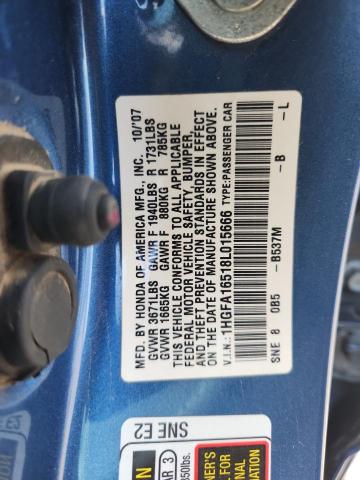 MFD. BY HONDA OF AMERICA MFG., INC. 10/'07
GVWR 3671LBS GAWR F 1940LBS R 1731LBS
GVWR 1665KG GAWR F 880KG R 785KG
THIS VEHICLE CONFORMS TO ALL APPLICABLE
FEDERAL MOTOR VEHICLE SAFETY, BUMPER,
AND THEFT PREVENTION STANDARDS IN EFFECT
ON THE DATE OF MANUFACTURE SHOWN ABOVE.
V.I.N.: 1HGFA16518L015666 TYPE:PASSENGER CAR
SNE 8 0B5 -B537M -B -L
SNE E2
AR 3